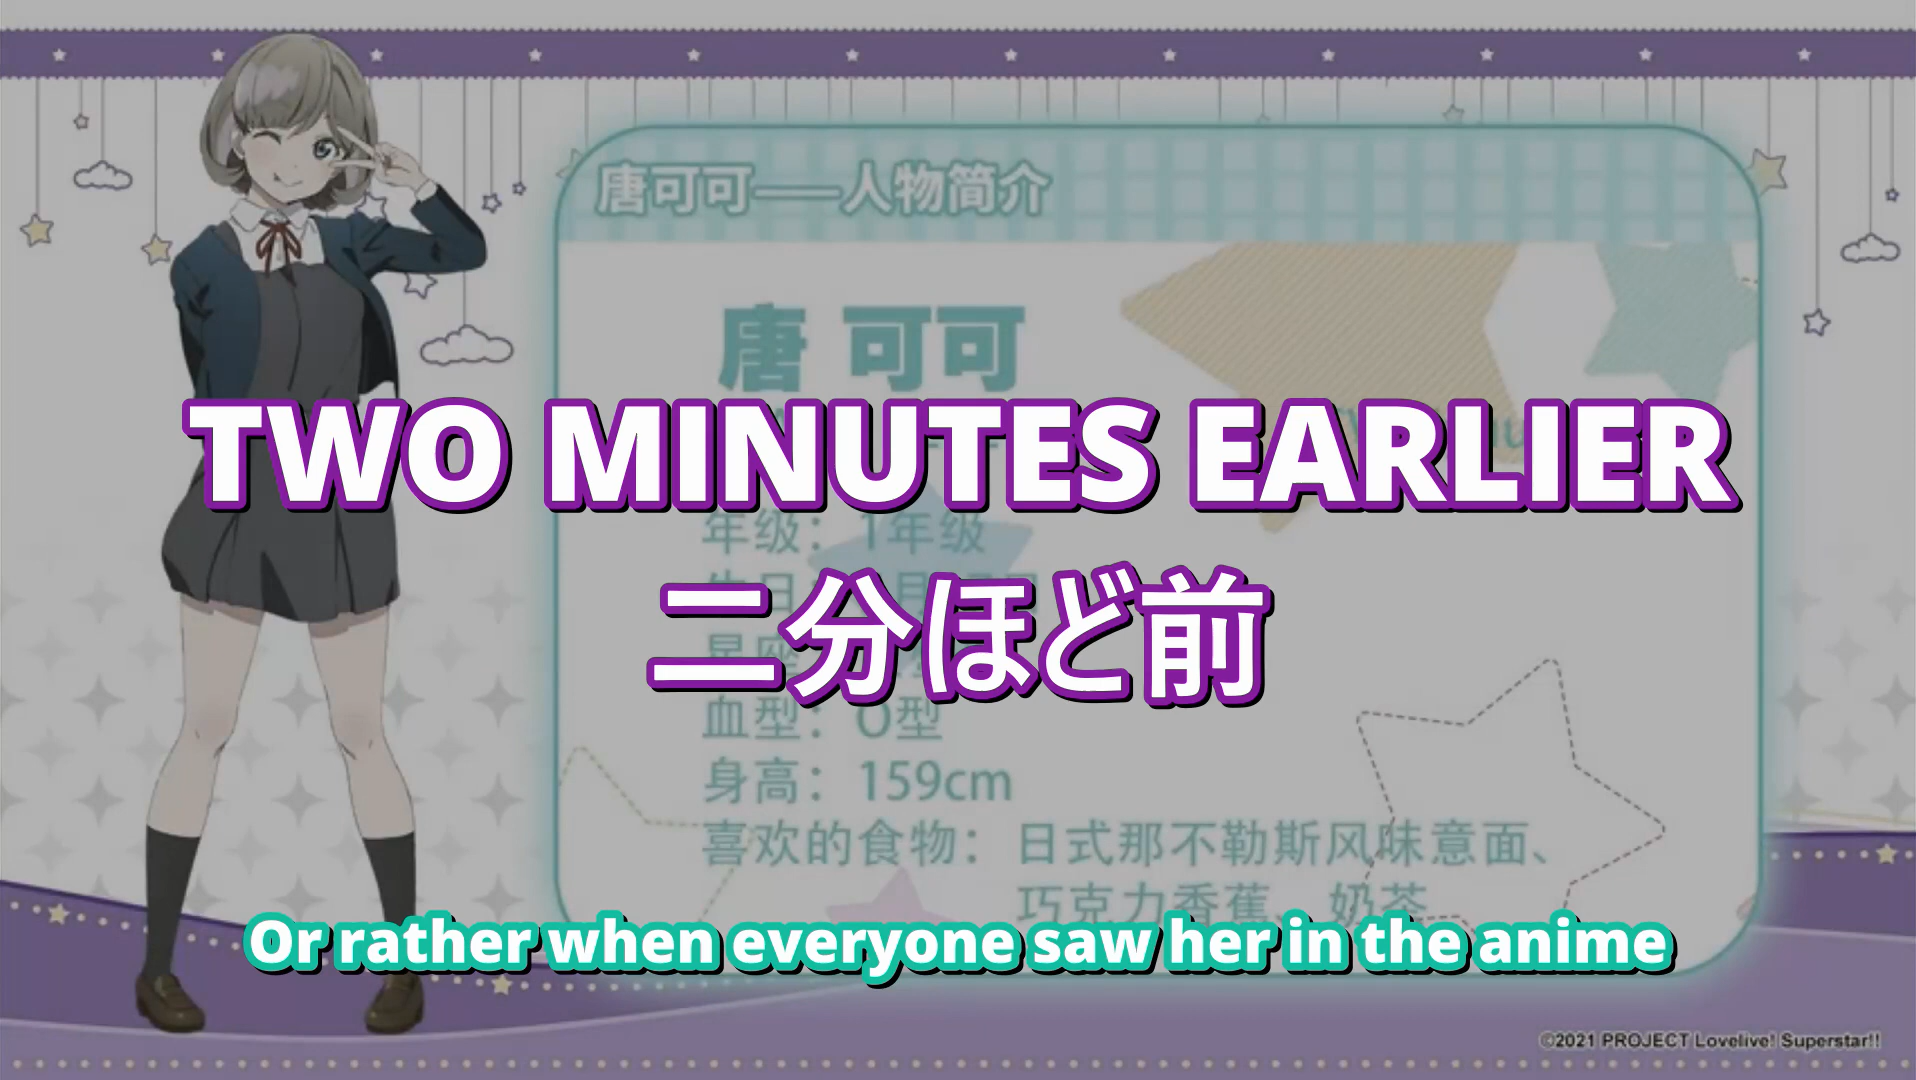 唐可可——人物简介
唐 可可
TWO MINUTES EARLIER
年级：1年级
二分ほど前
血型：O型
身高：159cm
喜欢的食物：日式那不勒斯风味意面、
巧克力香蕉、奶茶
Or rather when everyone saw her in the anime
©2021 PROJECT Lovelive! Superstar!!